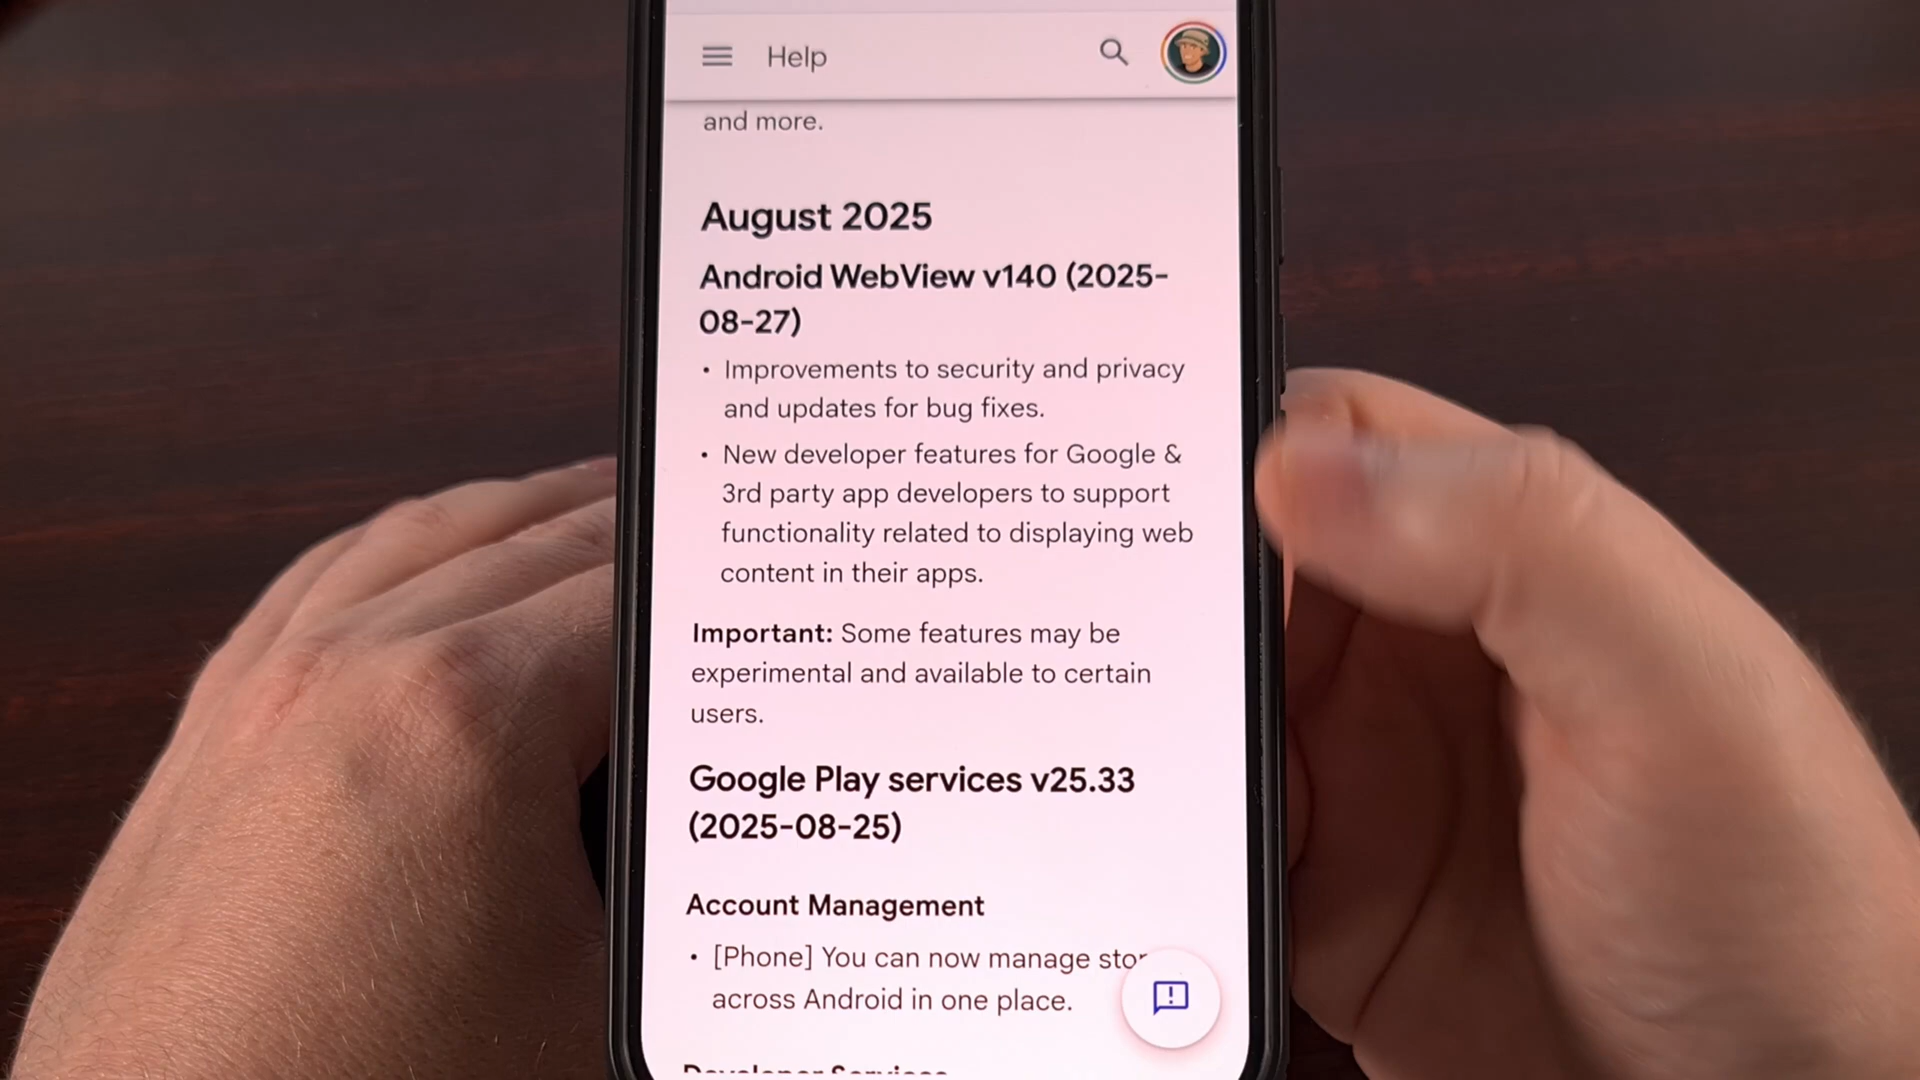 Help
and more.
August 2025
Android WebView v140 (2025-
08-27)
• Improvements to security and privacy
and updates for bug fixes.
• New developer features for Google &
3rd party app developers to support
functionality related to displaying web
content in their apps.
Important: Some features may be
experimental and available to certain
users.
Google Play services v25.33
(2025-08-25)
Account Management
• [Phone] You can now manage
across Android in one place.
Developer Services